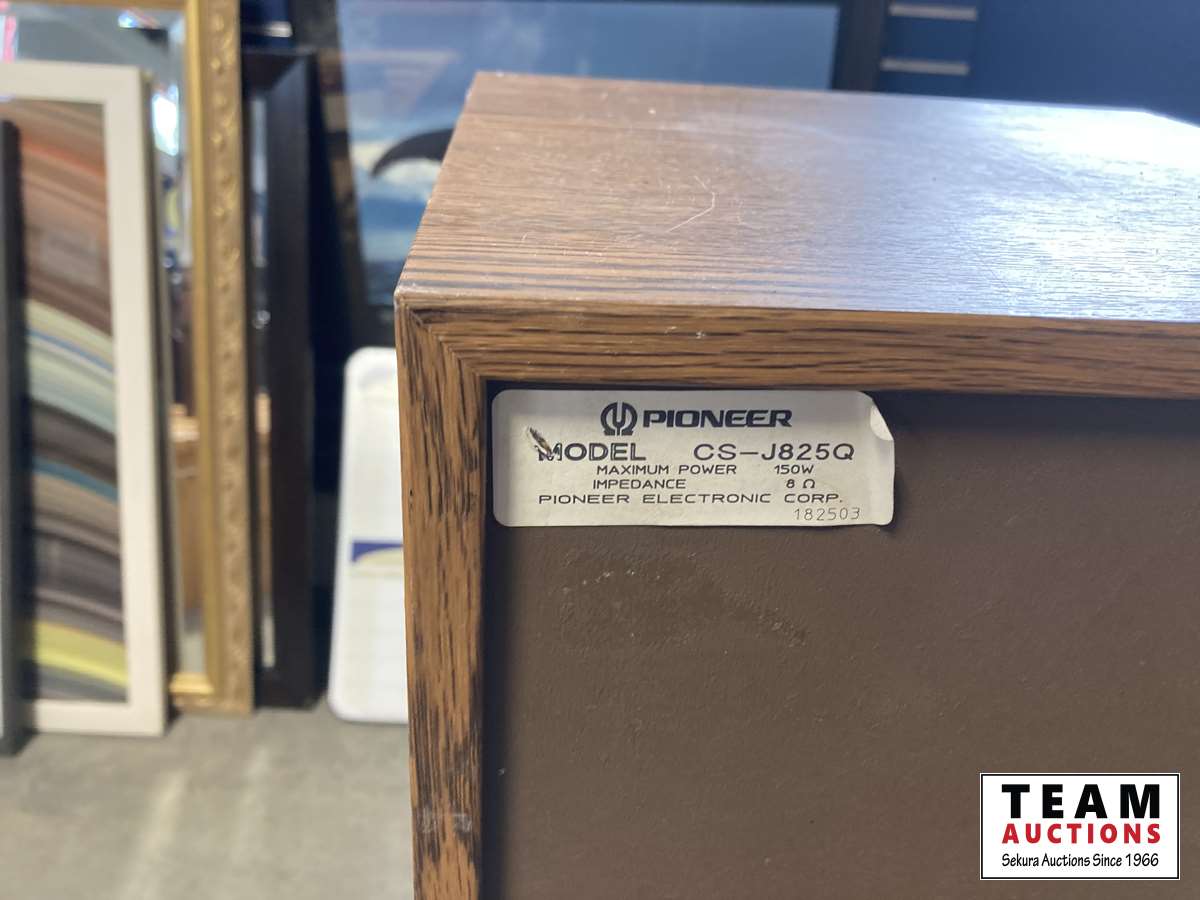 PIONEER
MODEL CS-J825Q
MAXIMUM POWER 150W
IMPEDANCE 8 Ω
PIONEER ELECTRONIC CORP.
182503
TEAM
AUCTIONS
Sekura Auctions Since 1966